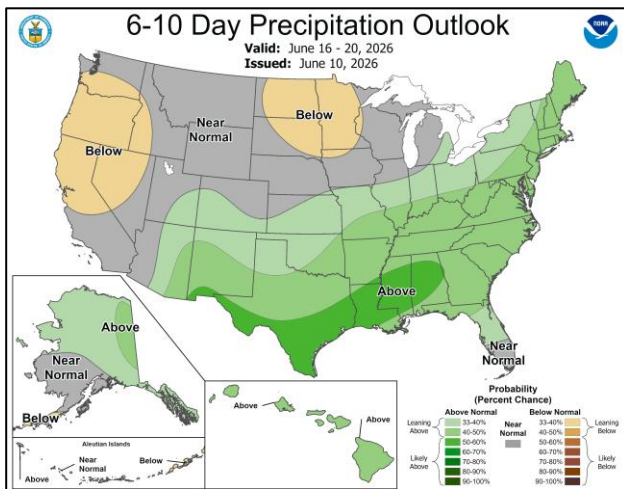 6-10 Day Precipitation Outlook
Valid: June 16 - 20, 2026
Issued: June 10, 2026
NOAA
Below
Near
Normal
Below
Above
Near
Normal
Above
Near
Normal
Below
Aleutian Islands
Above
Near
Normal
Below
Above
Above
Probability
(Percent Chance)
Above Normal
Below Normal
Leaning
Above
Likely
Above
33-40%
40-50%
50-60%
60-70%
70-80%
80-90%
90-100%
Near
Normal
33-40%
40-50%
50-60%
60-70%
70-80%
80-90%
90-100%
Leaning
Below
Likely
Below